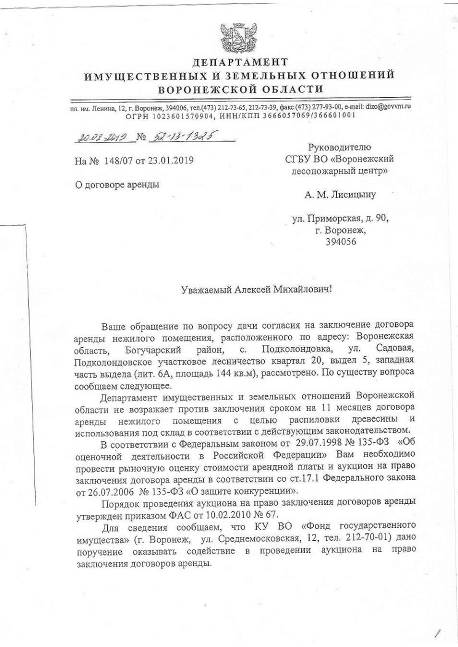 ДЕПАРТАМЕНТ
ИМУЩЕСТВЕННЫХ И ЗЕМЕЛЬНЫХ ОТНОШЕНИЙ
ВОРОНЕЖСКОЙ ОБЛАСТИ
пл. им. Ленина, 12, г. Воронеж, 394006, тел.(473) 212-73-65, 212-73-39, факс (473) 277-93-00, e-mail: dizo@govvrn.ru
ОГРН 1023601570904, ИНН/КПП 3666057069/366601001
20.03.2019 № 52-13-1325
На № 148/07 от 23.01.2019
О договоре аренды
Руководителю
СГБУ ВО «Воронежский
лесопожарный центр»
А. М. Лисицыну
ул. Приморская, д. 90,
г. Воронеж,
394056
Уважаемый Алексей Михайлович!
Ваше обращение по вопросу дачи согласия на заключение договора
аренды нежилого помещения, расположенного по адресу: Воронежская
область, Богучарский район, с. Подколодновка, ул. Садовая,
Подколодновское участковое лесничество квартал 20, выдел 5, западная
часть выдела (лит. 6А, площадь 144 кв.м), рассмотрено. По существу вопроса
сообщаем следующее.
Департамент имущественных и земельных отношений Воронежской
области не возражает против заключения сроком на 11 месяцев договора
аренды нежилого помещения с целью распиловки древесины и
использования под склад в соответствии с действующим законодательством.
В соответствии с Федеральным законом от 29.07.1998 № 135-ФЗ «Об
оценочной деятельности в Российской Федерации» Вам необходимо
провести рыночную оценку стоимости арендной платы и аукцион на право
заключения договора аренды в соответствии со ст.17.1 Федерального закона
от 26.07.2006 № 135-ФЗ «О защите конкуренции».
Порядок проведения аукциона на право заключения договоров аренды
утвержден приказом ФАС от 10.02.2010 № 67.
Для сведения сообщаем, что КУ ВО «Фонд государственного
имущества» (г. Воронеж, ул. Среднемосковская, 12, тел. 212-70-01) дано
поручение оказывать содействие в проведении аукциона на право
заключения договоров аренды.